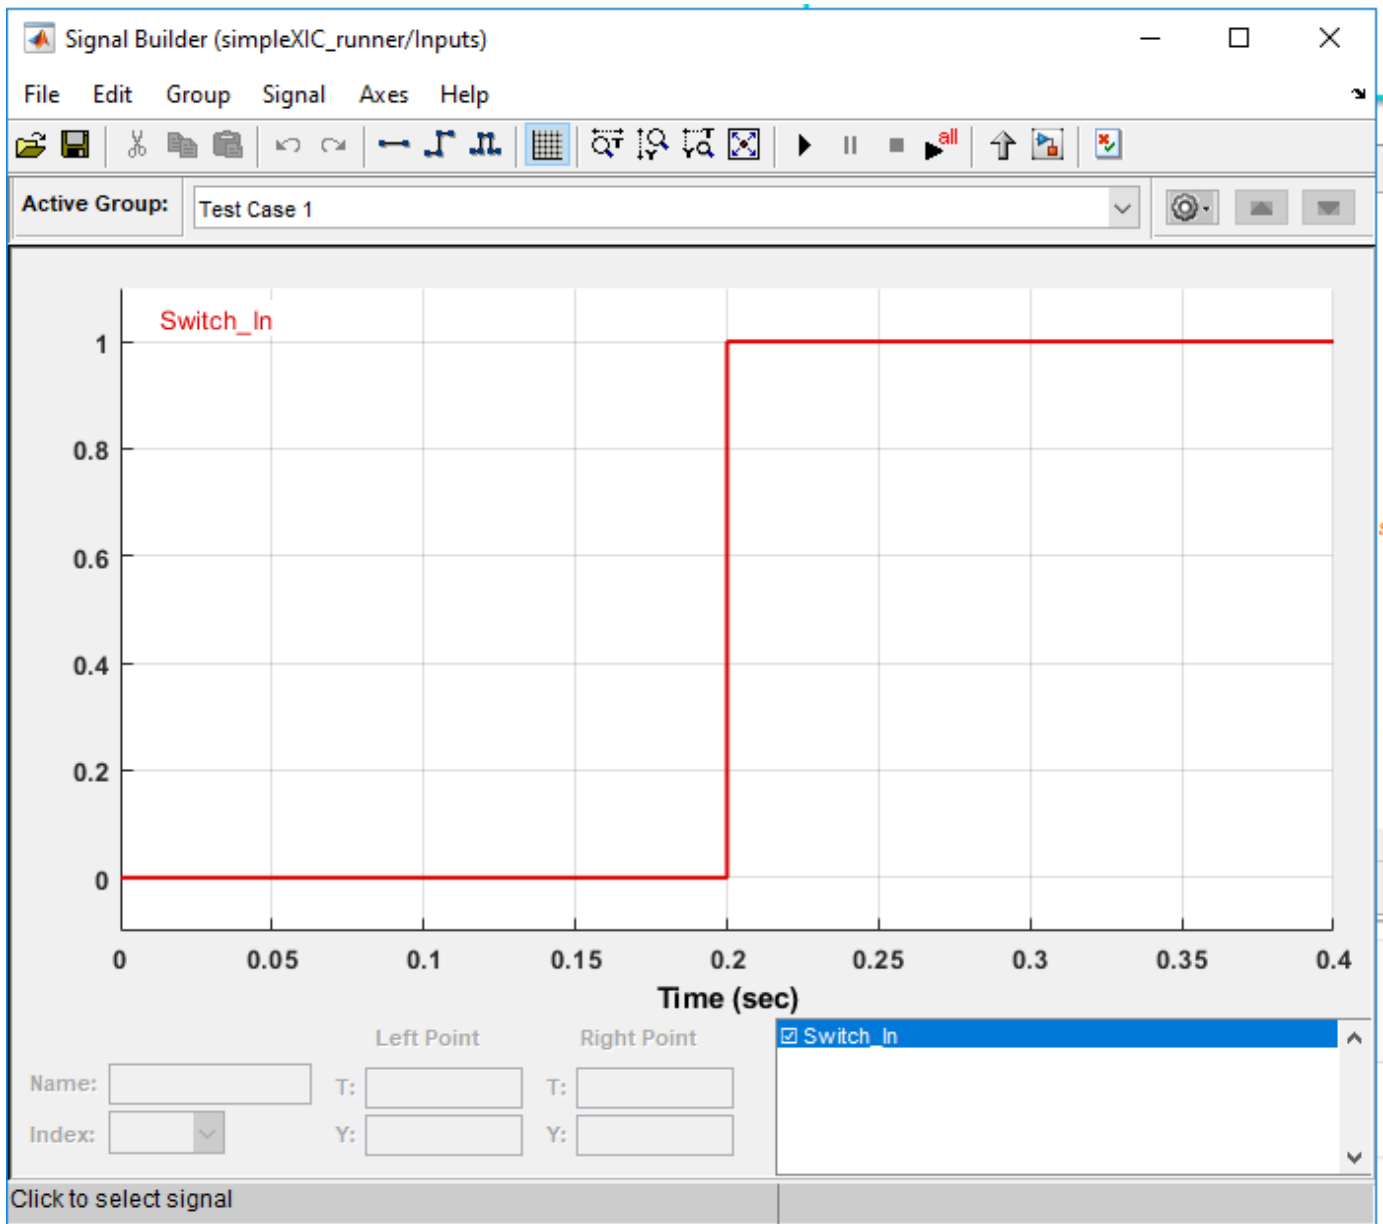 Signal Builder (simpleXIC_runner/Inputs)
File Edit Group Signal Axes Help
all
Active Group: Test Case 1
Switch_In
1
0.8
0.6
0.4
0.2
0
0 0.05 0.1 0.15 0.2 0.25 0.3 0.35 0.4
Time (sec)
Left Point Right Point Switch_In
Name: T: T:
Index: Y: Y:
Click to select signal